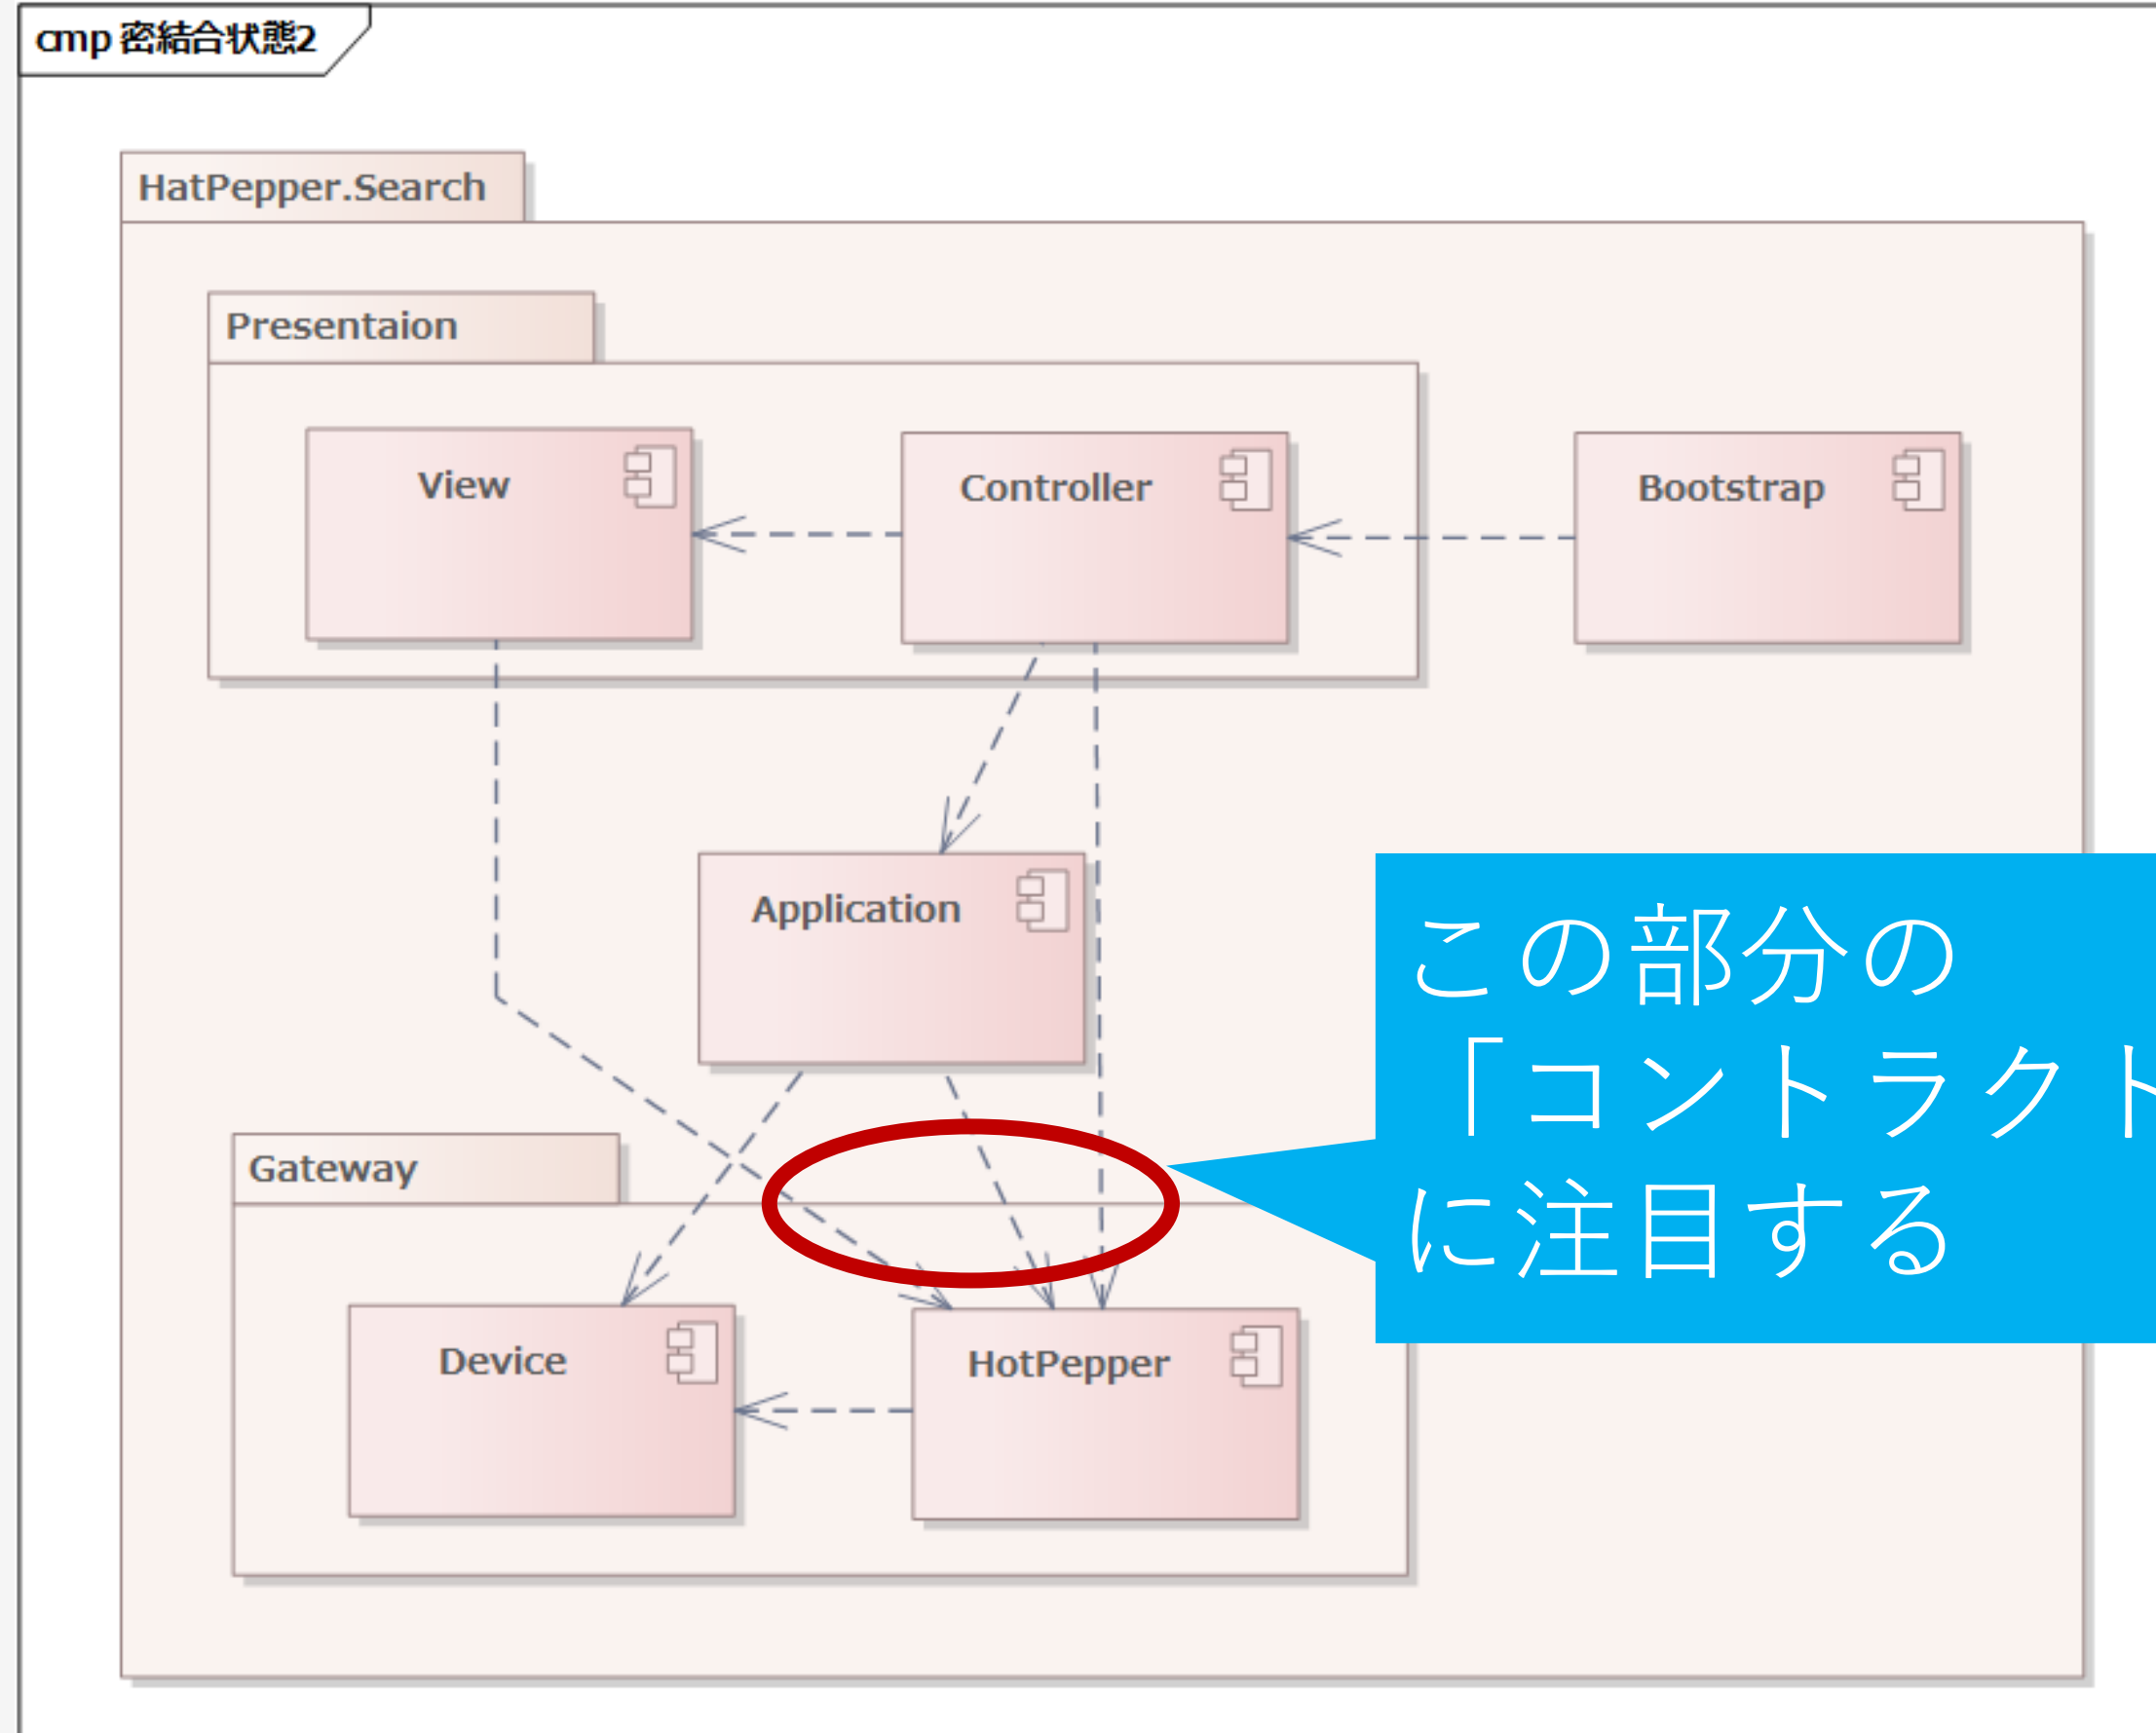 cmp 密結合状態2
HatPepper.Search
Presentaion
View
Controller
Bootstrap
Application
この部分の
「コントラクト
に注目する
Gateway
Device
HotPepper